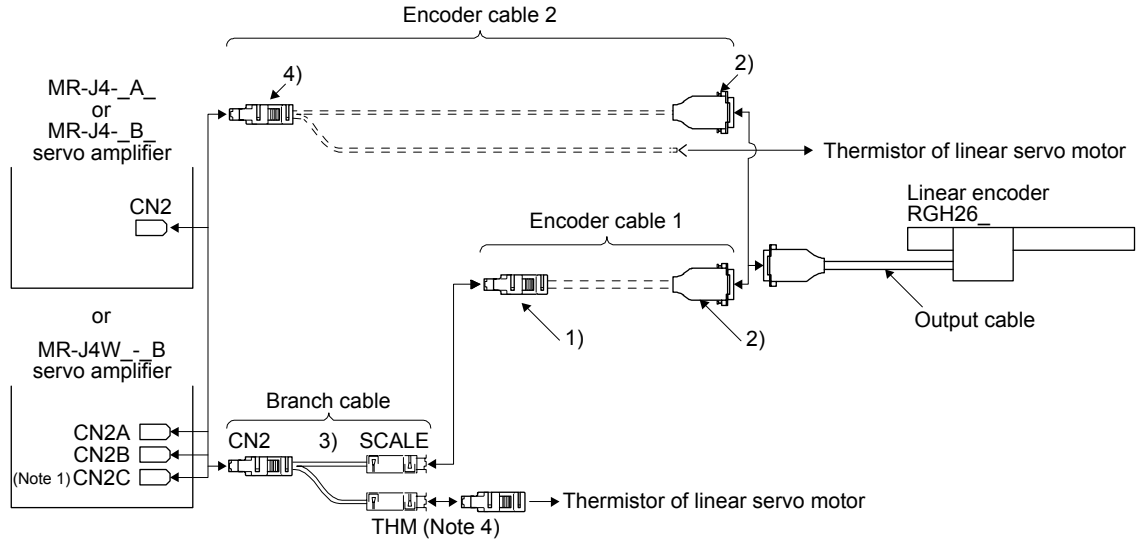 Encoder cable 2
2)
4)
MR-J4-_A_
or
MR-J4-_B_
servo amplifier
Thermistor of linear servo motor
CN2
Linear encoder
RGH26_
Encoder cable 1
Output cable
1)
2)
or
MR-J4W_-_B
servo amplifier
Branch cable
CN2A
CN2B
(Note 1) CN2C
CN2
3)
SCALE
Thermistor of linear servo motor
THM (Note 4)